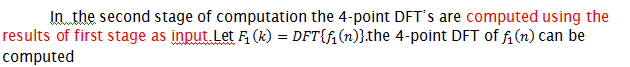 In the second stage of computation the 4-point DFT's are computed using the
results of first stage as input.Let F₁(k) = DFT{f₁(n)}.the 4-point DFT of f₁(n) can be
computed